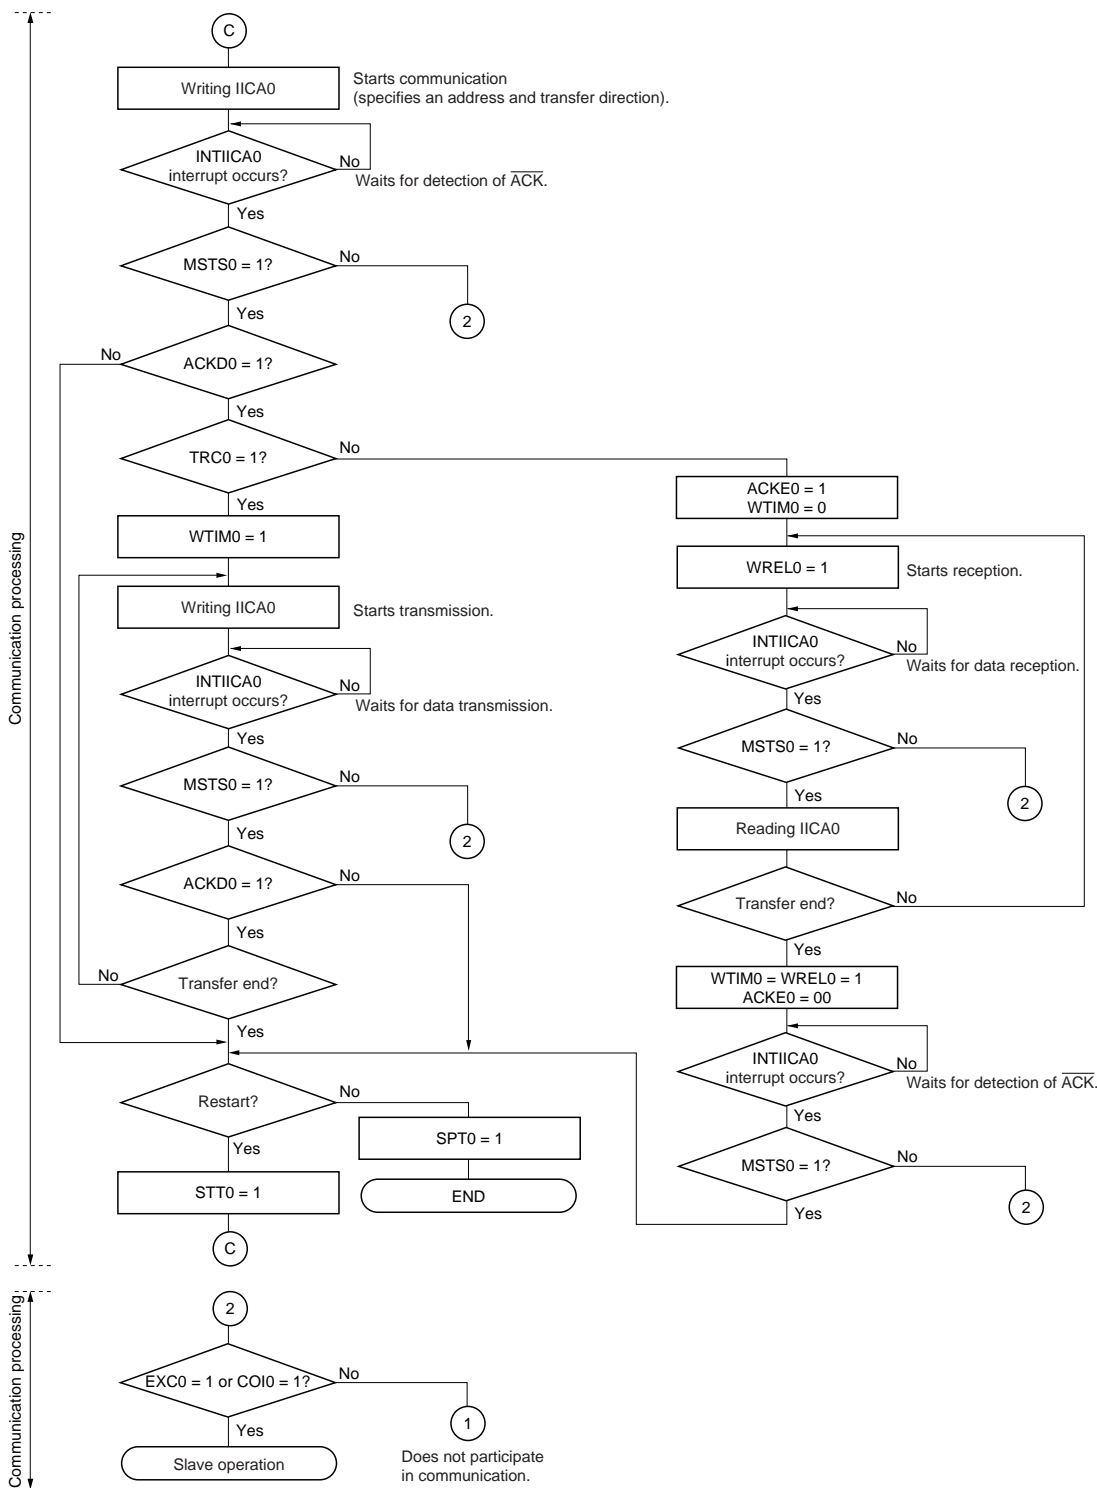 C
Writing IICA0
Starts communication
(specifies an address and transfer direction).
INTIICA0
interrupt occurs?
No
Waits for detection of ACK.
Yes
MSTS0 = 1?
No
2
Yes
No
ACKD0 = 1?
Yes
TRC0 = 1?
No
Yes
WTIM0 = 1
Writing IICA0
Starts transmission.
INTIICA0
interrupt occurs?
No
Waits for data transmission.
Yes
MSTS0 = 1?
No
2
Yes
ACKD0 = 1?
No
Yes
No
Transfer end?
Yes
Restart?
No
Yes
SPT0 = 1
END
STT0 = 1
C
ACKE0 = 1
WTIM0 = 0
WREL0 = 1
Starts reception.
INTIICA0
interrupt occurs?
No
Waits for data reception.
Yes
MSTS0 = 1?
No
2
Yes
Reading IICA0
Transfer end?
No
Yes
WTIM0 = WREL0 = 1
ACKE0 = 00
INTIICA0
interrupt occurs?
No
Waits for detection of ACK.
Yes
MSTS0 = 1?
No
2
Yes
Communication processing
2
EXC0 = 1 or COI0 = 1?
No
1
Does not participate
in communication.
Yes
Slave operation
Communication processing